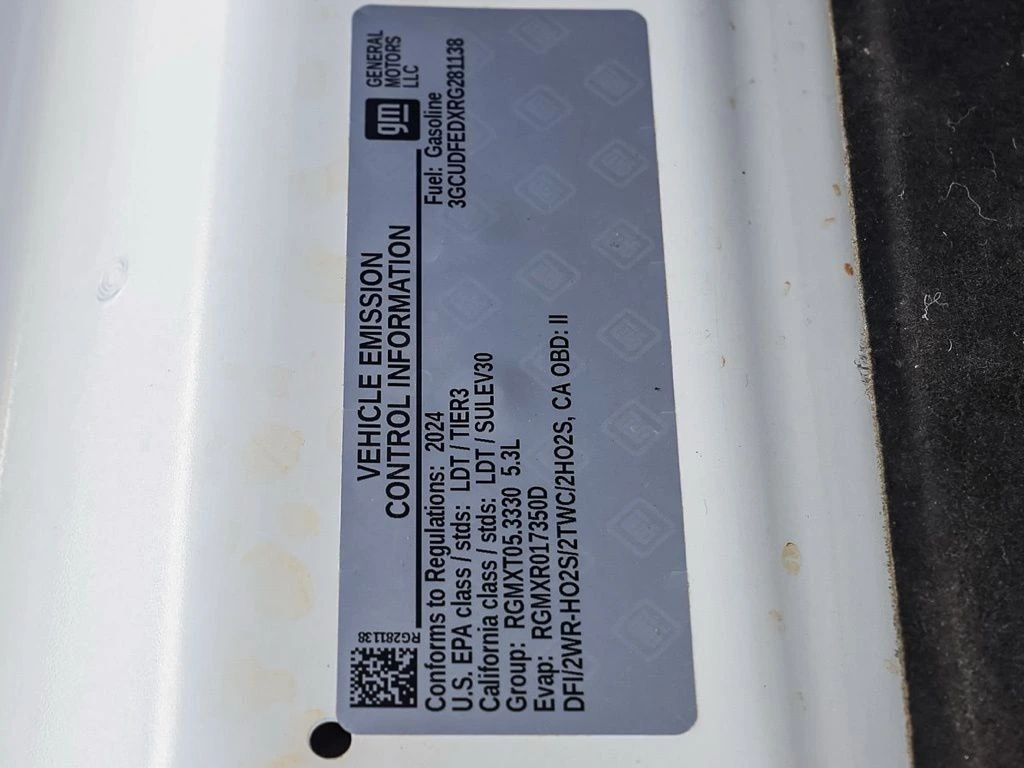 gm
GENERAL
MOTORS
LLC
VEHICLE EMISSION
CONTROL INFORMATION
RG281138
Fuel: Gasoline
3GCUDFEDXRG281138
Conforms to Regulations: 2024
U.S. EPA class / stds: LDT / TIER3
California class / stds: LDT / SULEV30
Group: RGMXT05.3330 5.3L
Evap: RGMXR017350D
DFI/2WR-HO2S/2TWC/2HO2S, CA OBD: II